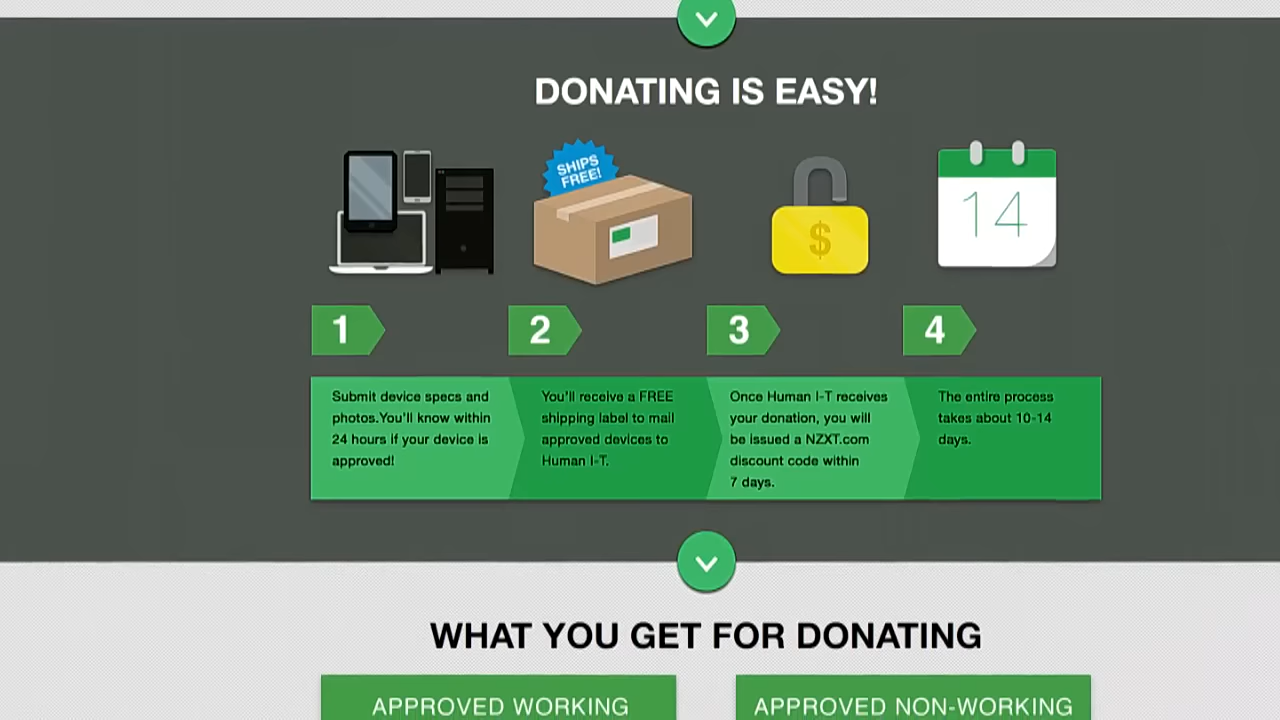 DONATING IS EASY!
SHIPS
FREE!
$
14
1
2
3
4
Submit device specs and
photos.You'll know within
24 hours if your device is
approved!
You'll receive a FREE
shipping label to mail
approved devices to
Human I-T.
Once Human I-T receives
your donation, you will
be issued a NZXT.com
discount code within
7 days.
The entire process
takes about 10-14
days.
WHAT YOU GET FOR DONATING
APPROVED WORKING
APPROVED NON-WORKING